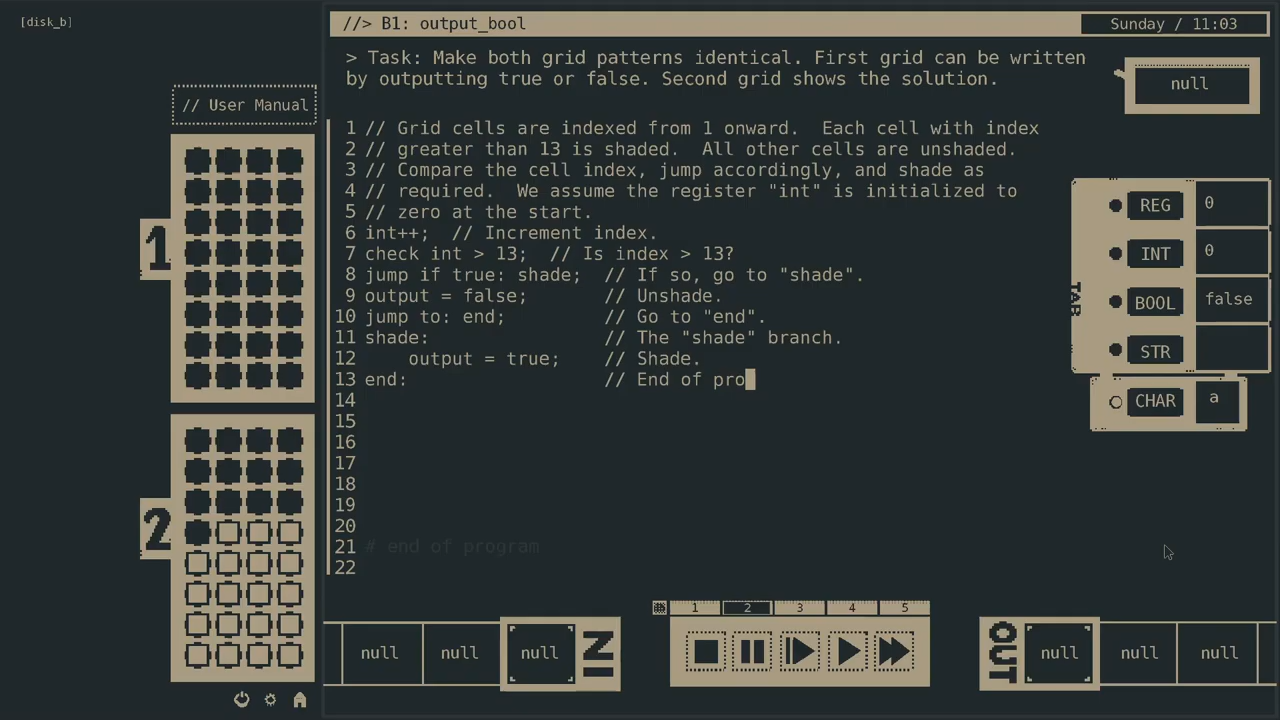 [disk_b]
//> B1: output_bool
Sunday / 11:03
> Task: Make both grid patterns identical. First grid can be written
by outputting true or false. Second grid shows the solution.
null
// User Manual
1
2
1 // Grid cells are indexed from 1 onward.  Each cell with index
2 // greater than 13 is shaded.  All other cells are unshaded.
3 // Compare the cell index, jump accordingly, and shade as
4 // required.  We assume the register "int" is initialized to
5 // zero at the start.
6 int++;  // Increment index.
7 check int > 13;  // Is index > 13?
8 jump if true: shade;  // If so, go to "shade".
9 output = false;       // Unshade.
10 jump to: end;         // Go to "end".
11 shade:                // The "shade" branch.
12     output = true;    // Shade.
13 end:                  // End of pro
14
15
16
17
18
19
20
21 # end of program
22
TAB
REG 0
INT 0
BOOL false
STR
CHAR a
1 2 3 4 5
null null null IN
OUT null null null